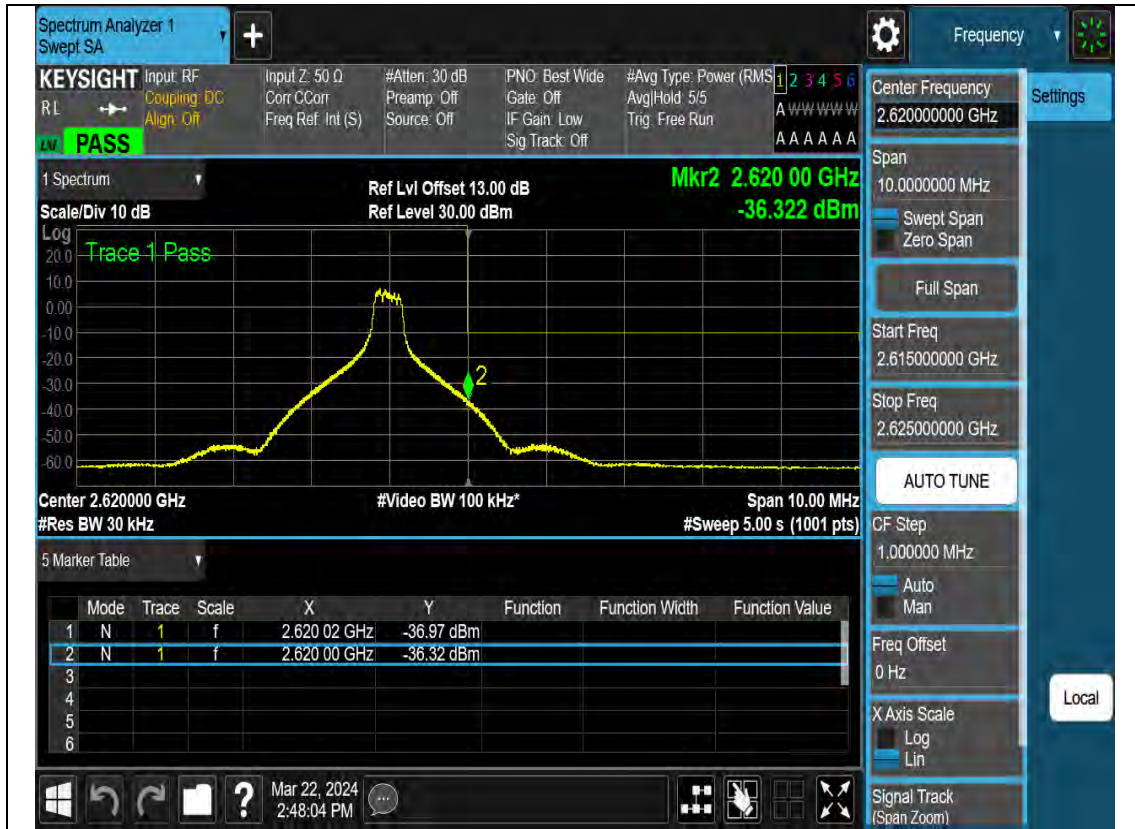 Spectrum Analyzer 1
Swept SA
+
Frequency
KEYSIGHT
RL
PASS
Input: RF
Coupling: DC
Align: Off
Input Z: 50 Ω
Corr CCorr
Freq Ref: Int (S)
#Atten: 30 dB
Preamp: Off
Source: Off
PNO: Best Wide
Gate: Off
IF Gain: Low
Sig Track: Off
#Avg Type: Power (RMS
Avg|Hold: 5/5
Trig: Free Run
1 2 3 4 5 6
A W W W W W
A A A A A A
1 Spectrum
Scale/Div 10 dB
Ref Lvl Offset 13.00 dB
Ref Level 30.00 dBm
Mkr2 2.620 00 GHz
-36.322 dBm
Log
Trace 1 Pass
20.0
10.0
0.00
-10.0
-20.0
-30.0
-40.0
-50.0
-60.0
2
Center 2.620000 GHz
#Video BW 100 kHz*
Span 10.00 MHz
#Res BW 30 kHz
#Sweep 5.00 s (1001 pts)
5 Marker Table
Mode Trace Scale X Y Function Function Width Function Value
1 N 1 f 2.620 02 GHz -36.97 dBm
2 N 1 f 2.620 00 GHz -36.32 dBm
3
4
5
6
Mar 22, 2024
2:48:04 PM
?
Center Frequency
2.620000000 GHz
Settings
Span
10.0000000 MHz
Swept Span
Zero Span
Full Span
Start Freq
2.615000000 GHz
Stop Freq
2.625000000 GHz
AUTO TUNE
CF Step
1.000000 MHz
Auto
Man
Freq Offset
0 Hz
Local
X Axis Scale
Log
Lin
Signal Track
(Span Zoom)